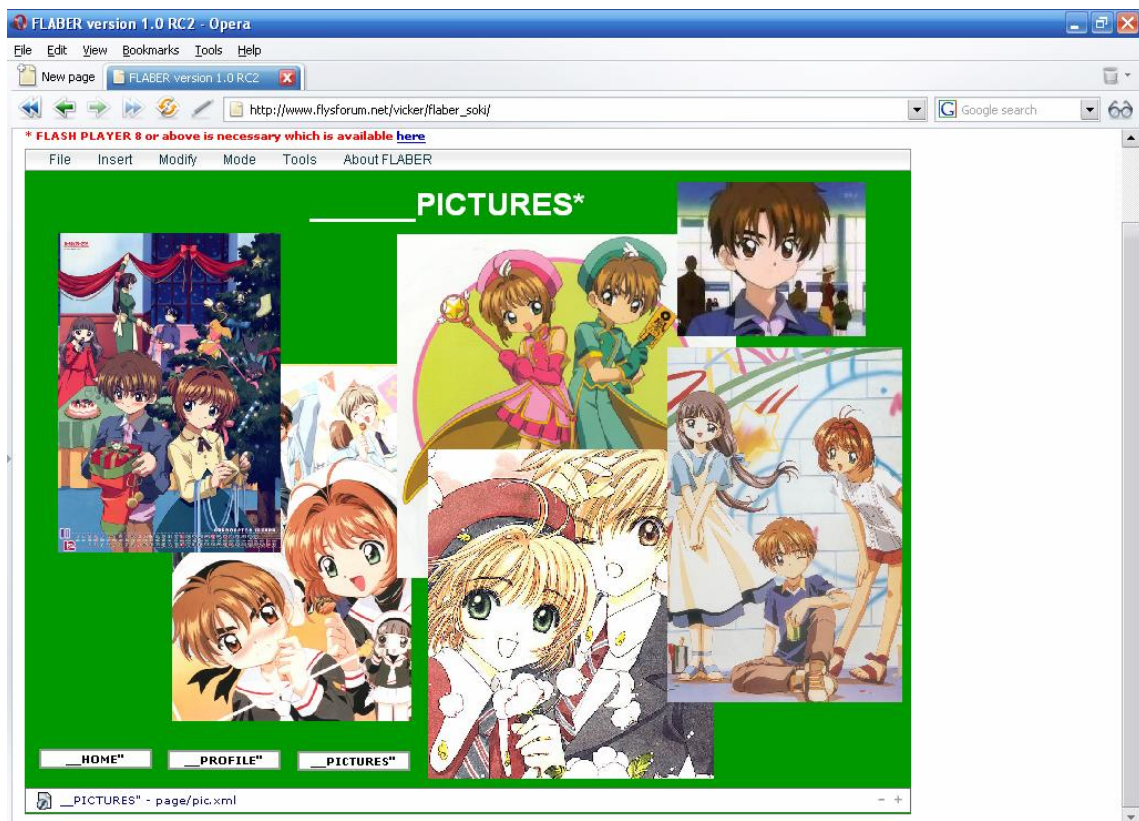 FLABER version 1.0 RC2 - Opera
File Edit View Bookmarks Tools Help
New page FLABER version 1.0 RC2
http://www.flysforum.net/vicker/flaber_soki/ G Google search
* FLASH PLAYER 8 or above is necessary which is available here
File Insert Modify Mode Tools About FLABER
______PICTURES*
__HOME" __PROFILE" __PICTURES"
__PICTURES" - page/pic.xml - +